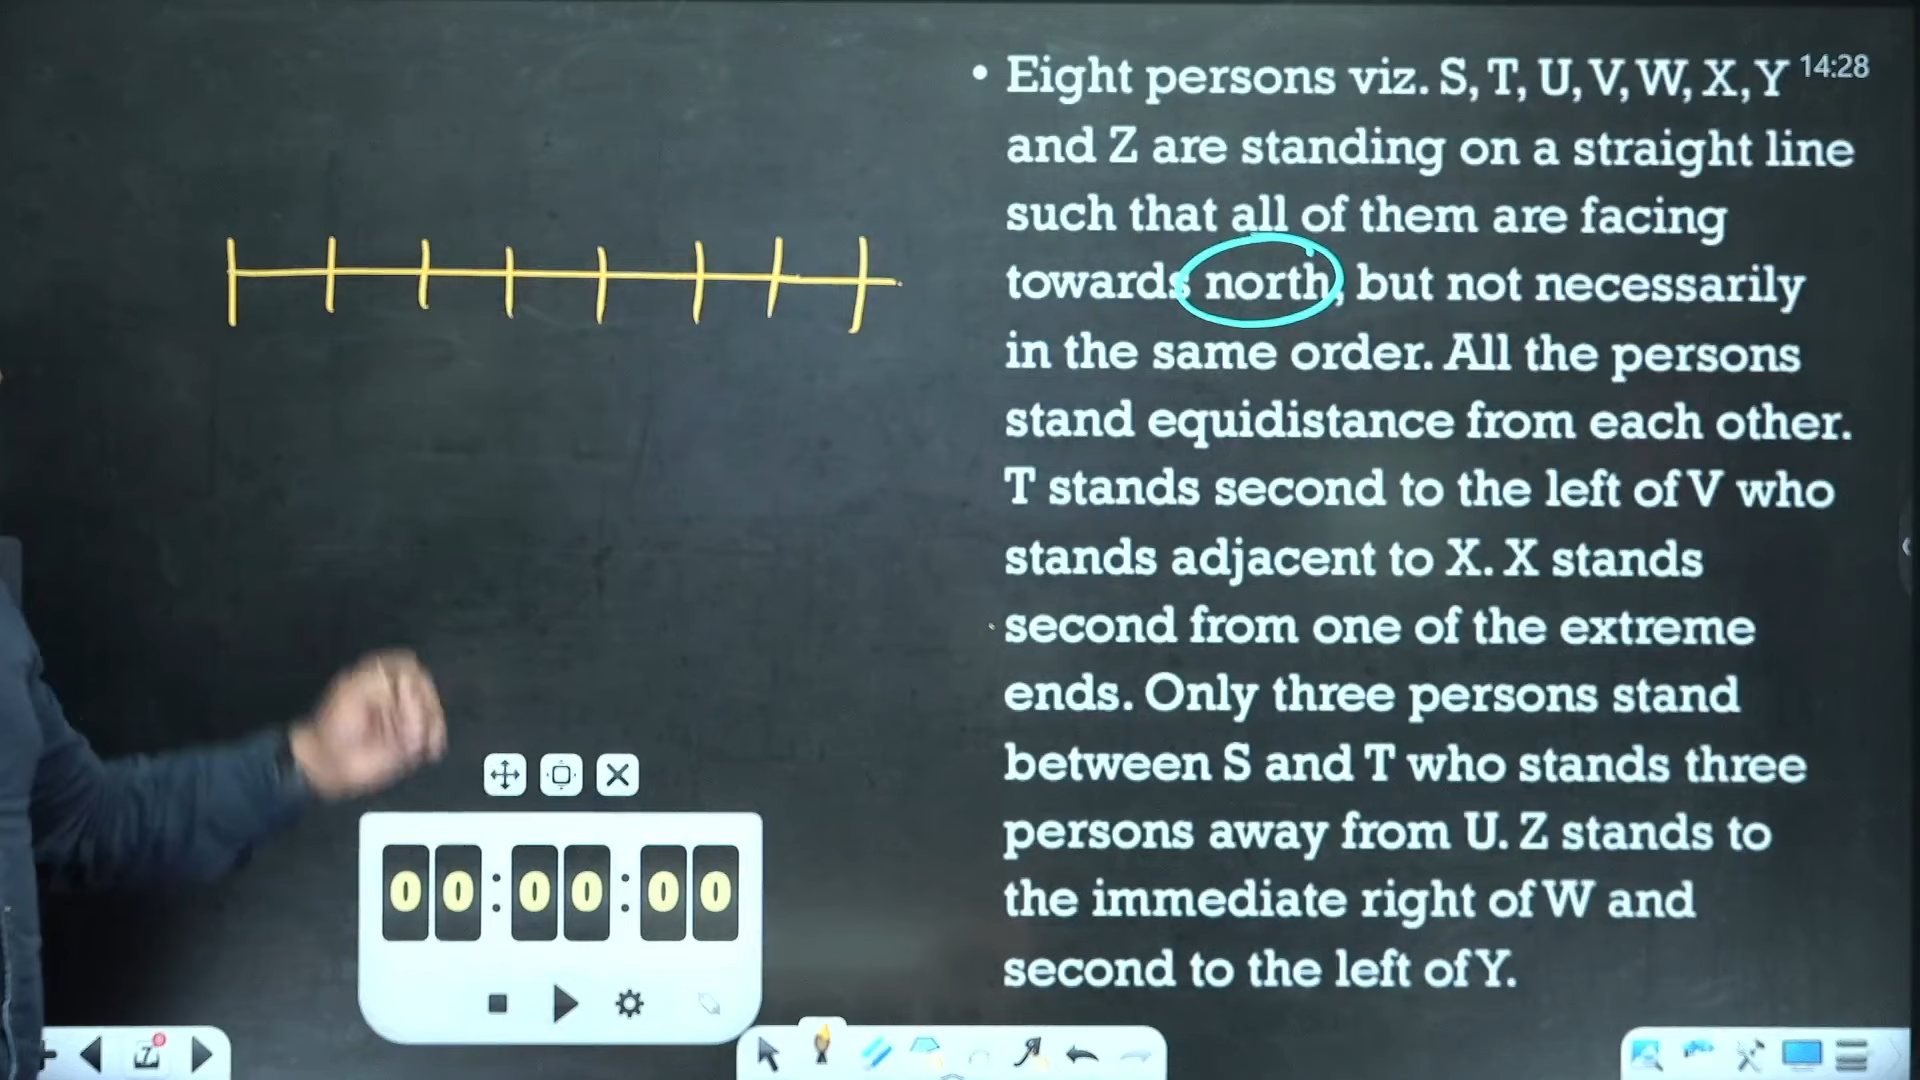 • Eight persons viz. S, T, U, V, W, X, Y
14:28
and Z are standing on a straight line
such that all of them are facing
towards north, but not necessarily
in the same order. All the persons
stand equidistance from each other.
T stands second to the left of V who
stands adjacent to X. X stands
second from one of the extreme
ends. Only three persons stand
between S and T who stands three
persons away from U. Z stands to
the immediate right of W and
second to the left of Y.
00:00:00